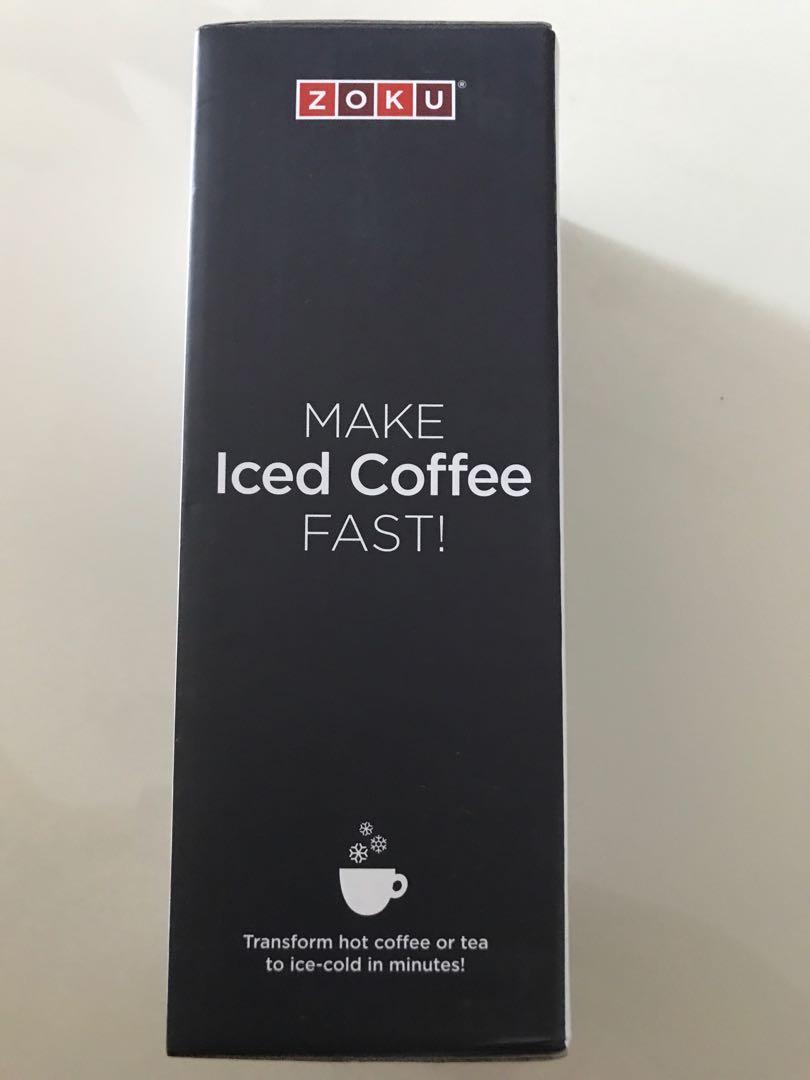 ZOKU®
MAKE
Iced Coffee
FAST!
Transform hot coffee or tea
to ice-cold in minutes!